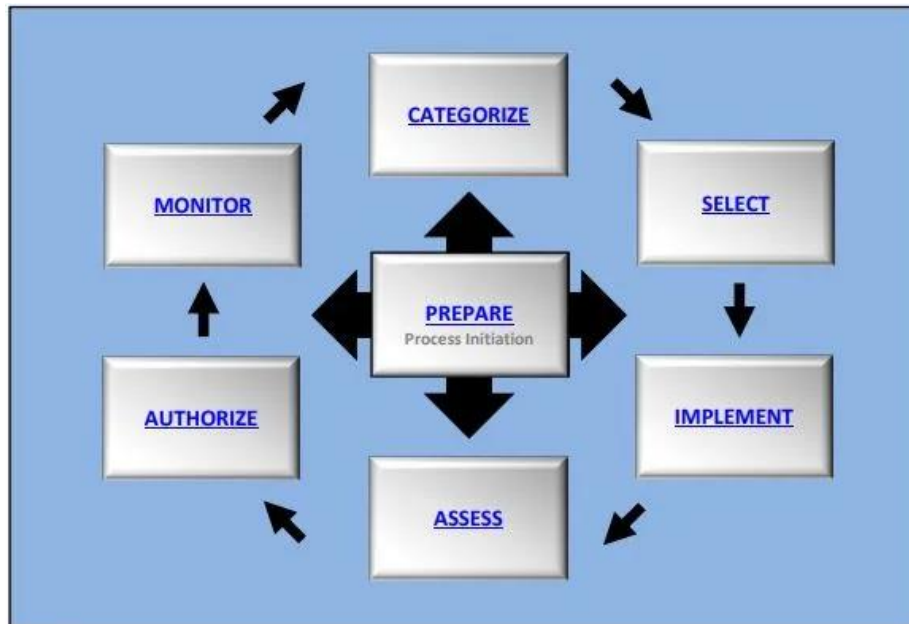 CATEGORIZE
MONITOR
SELECT
PREPARE
Process Initiation
AUTHORIZE
IMPLEMENT
ASSESS